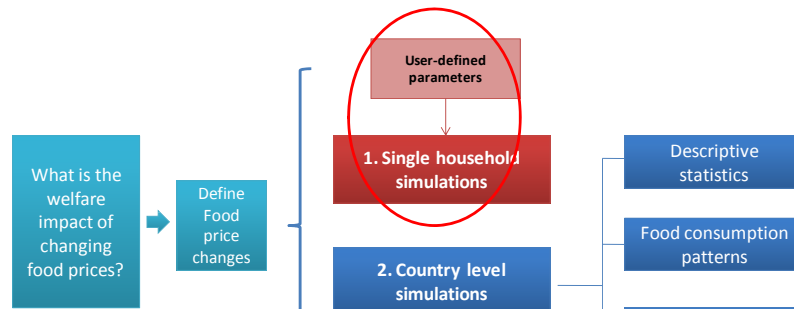 User-defined
parameters
1. Single household
simulations
What is the
welfare
impact of
changing
food prices?
Define
Food
price
changes
Descriptive
statistics
Food consumption
patterns
2. Country level
simulations